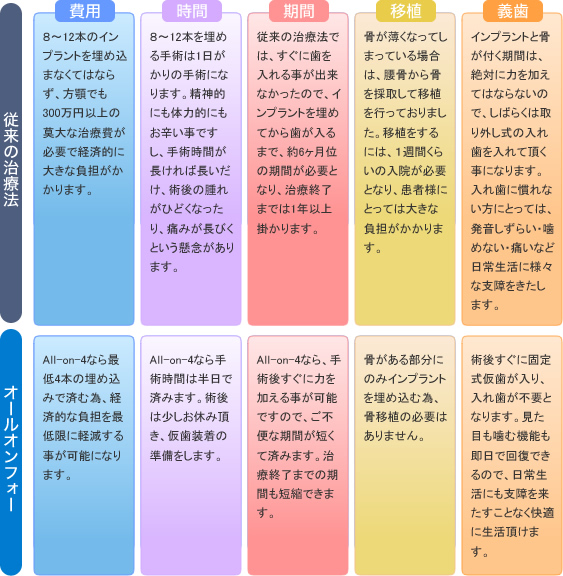 費用
時間
期間
移植
義歯
従来の治療法
8～12本のイン
プラントを埋め込
まなくてはなら
ず、方顎でも
300万円以上の
莫大な治療費が
必要で経済的に
大きな負担がか
かります。
8～12本を埋め
る手術は1日が
かりの手術にな
ります。精神的
にも体力的にも
お辛い事です
し、手術時間が
長ければ長いだ
け、術後の腫れ
がひどくなった
り、痛みが長びく
という懸念があり
ます。
従来の治療法で
は、すぐに歯を
入れる事が出来
なかったので、イ
ンプラントを埋め
てから歯が入る
まで、約6ヶ月位
の期間が必要と
なり、治療終了
までは1年以上
掛かります。
骨が薄くなってし
まっている場合
は、腰骨から骨
を採取して移植
を行っておりまし
た。移植をする
には、1週間くら
いの入院が必要
となり、患者様に
とっては大きな
負担がかかりま
す。
インプラントと骨
が付く期間は、
絶対に力を加え
てはならないの
で、しばらくは取
り外し式の入れ
歯を入れて頂く
事になります。
入れ歯に慣れな
い方にとっては、
発音しずらい・噛
めない・痛いなど
日常生活に様々
な支障をきたし
ます。
オールオンフォー
All-on-4なら最
低4本の埋め込
みで済む為、経
済的な負担を最
低限に軽減する
事が可能になり
ます。
All-on-4なら手
術時間は半日で
済みます。術後
は少しお休み頂
き、仮歯装着の
準備をします。
All-on-4なら、手
術後すぐに力を
加える事が可能
ですので、ご不
便な期間が短く
て済みます。治
療終了までの期
間も短縮できま
す。
骨がある部分に
のみインプラント
を埋め込む為、
骨移植の必要は
ありません。
術後すぐに固定
式仮歯が入り、
入れ歯が不要と
なります。見た
目も噛む機能も
即日で回復でき
るので、日常生
活にも支障を来
たすことなく快適
に生活頂けま
す。